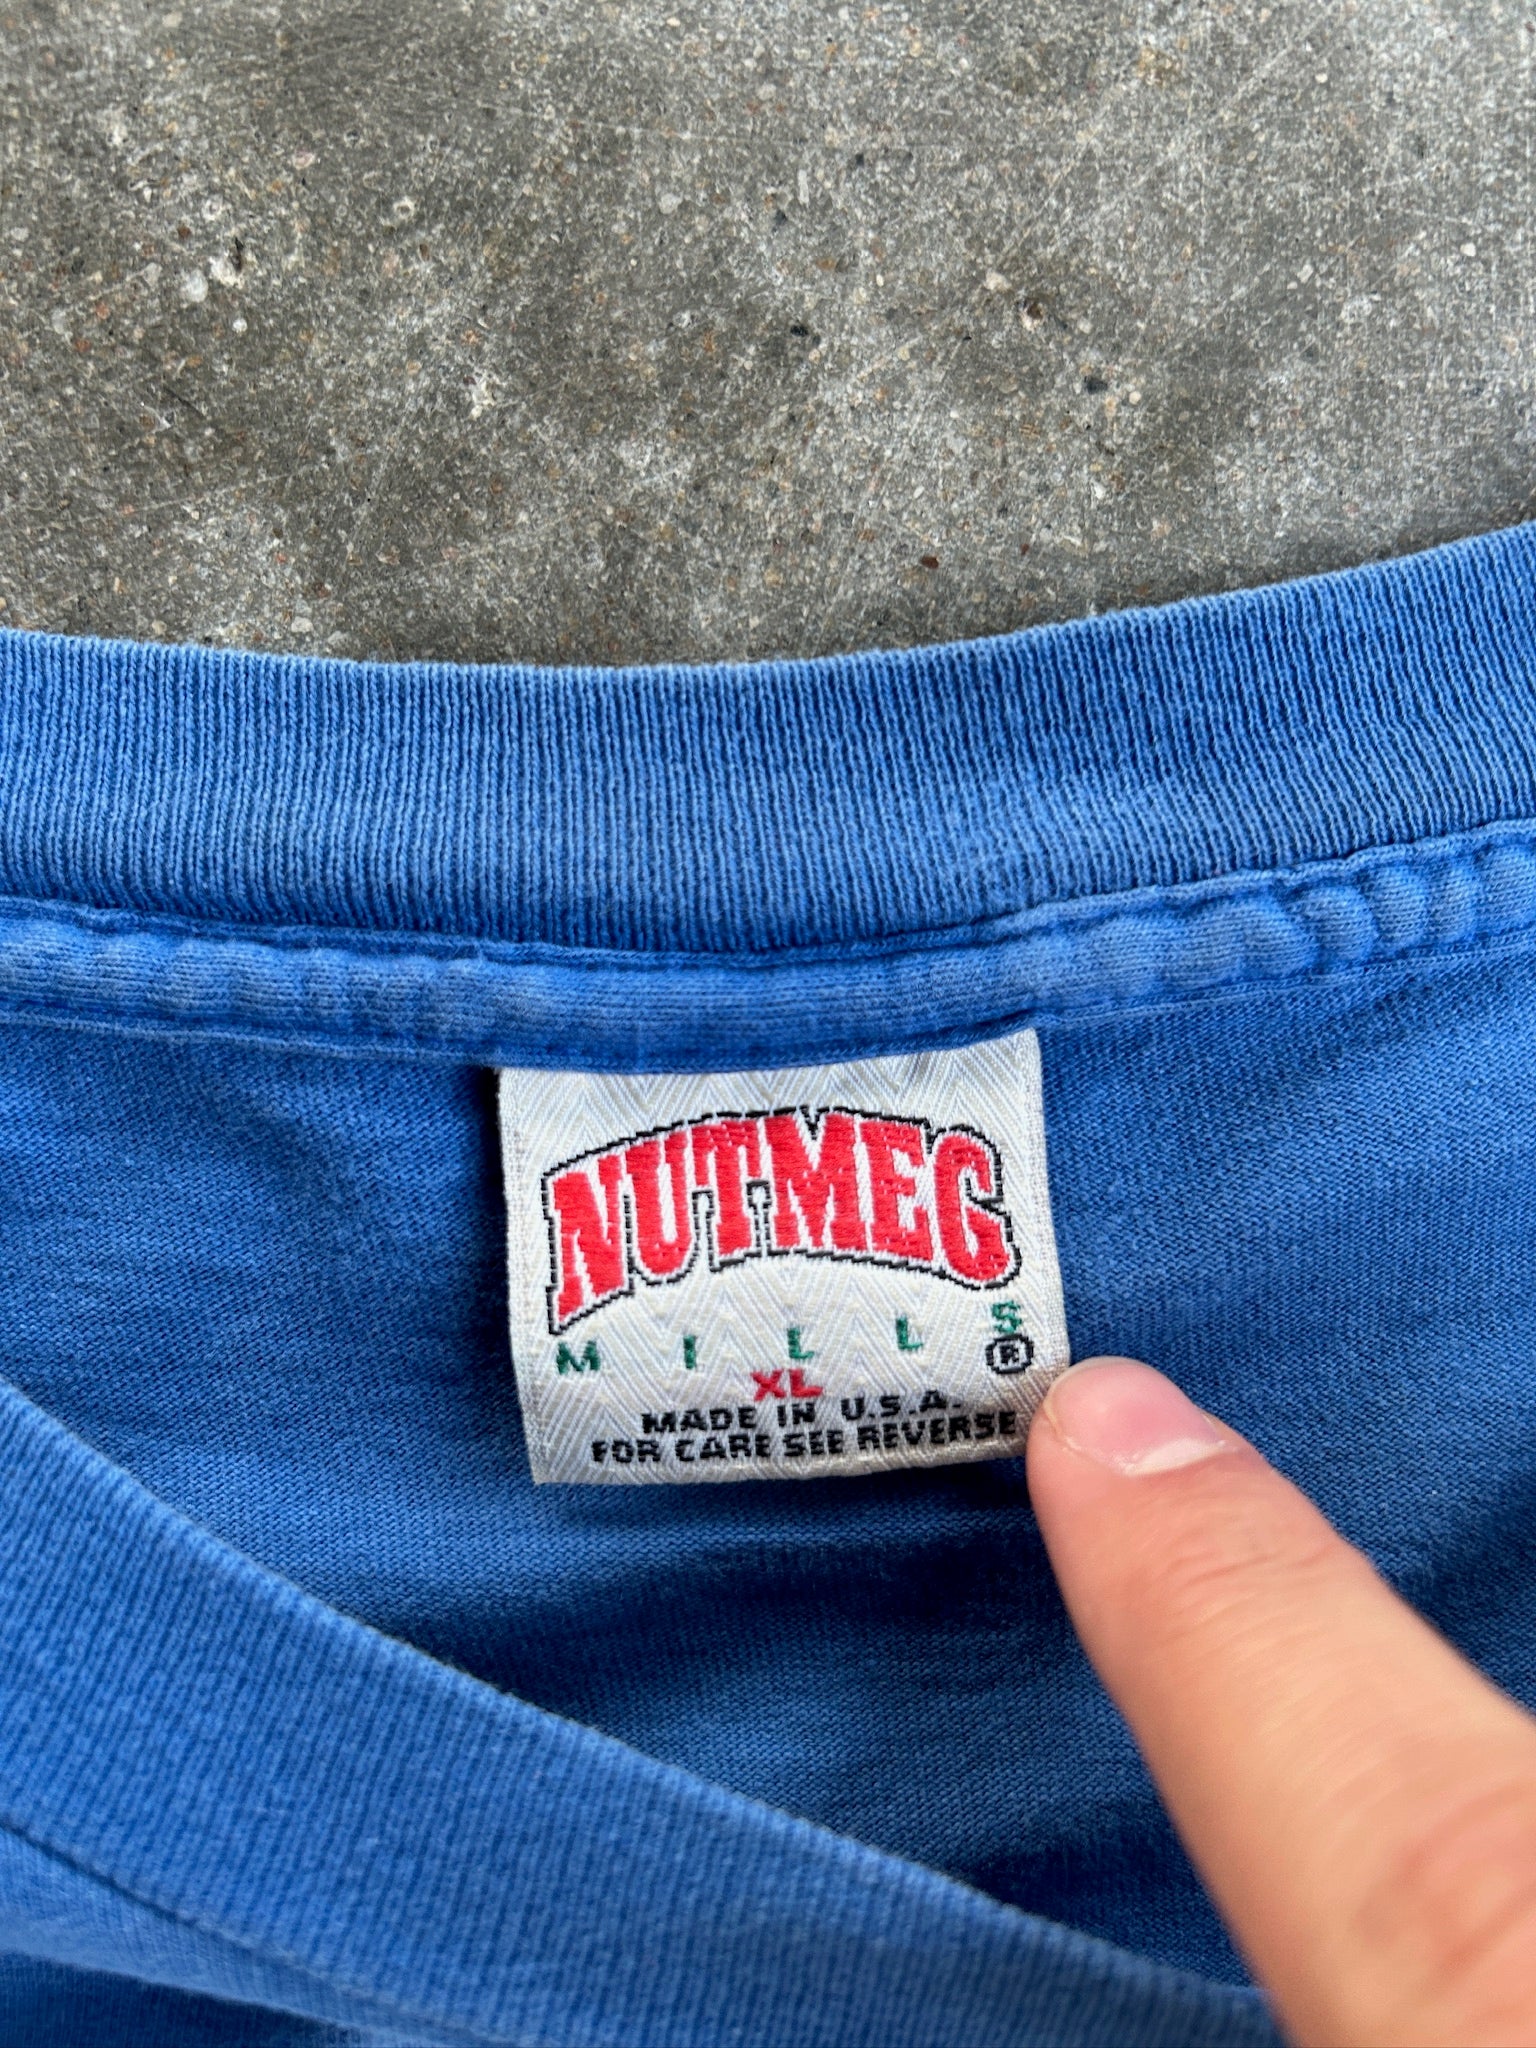 NUTMEG
MILLS
®
XL
MADE IN U.S.A.
FOR CARE SEE REVERSE